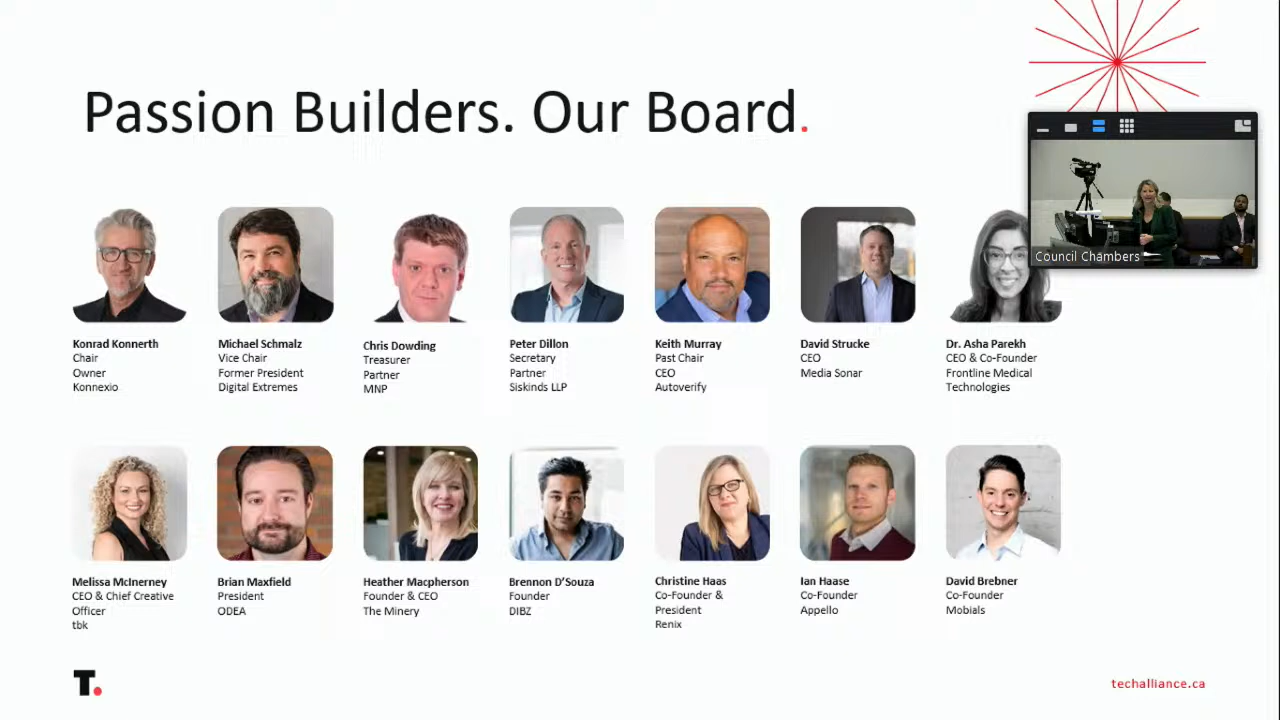 Passion Builders. Our Board.
Council Chambers
Konrad Konnerth
Chair
Owner
Konnexio
Michael Schmalz
Vice Chair
Former President
Digital Extremes
Chris Dowding
Treasurer
Partner
MNP
Peter Dillon
Secretary
Partner
Siskinds LLP
Keith Murray
Past Chair
CEO
Autoverify
David Strucke
CEO
Media Sonar
Dr. Asha Parekh
CEO & Co-Founder
Frontline Medical
Technologies
Melissa McInerney
CEO & Chief Creative
Officer
tbk
Brian Maxfield
President
ODEA
Heather Macpherson
Founder & CEO
The Minery
Brennon D'Souza
Founder
DIBZ
Christine Haas
Co-Founder &
President
Renix
Ian Haase
Co-Founder
Appello
David Brebner
Co-Founder
Mobials
T.
techalliance.ca